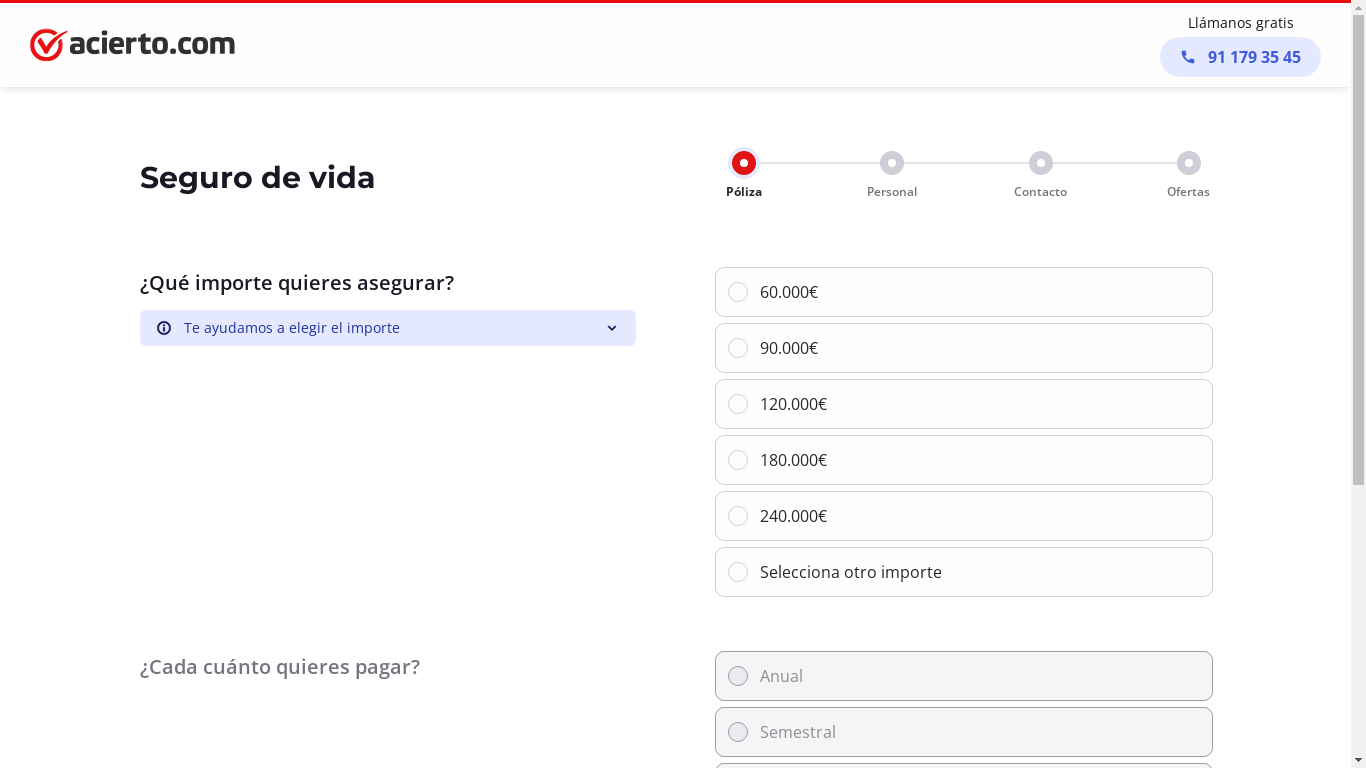 acierto.com
Llámanos gratis
91 179 35 45
Seguro de vida
Póliza
Personal
Contacto
Ofertas
¿Qué importe quieres asegurar?
Te ayudamos a elegir el importe
60.000€
90.000€
120.000€
180.000€
240.000€
Selecciona otro importe
¿Cada cuánto quieres pagar?
Anual
Semestral